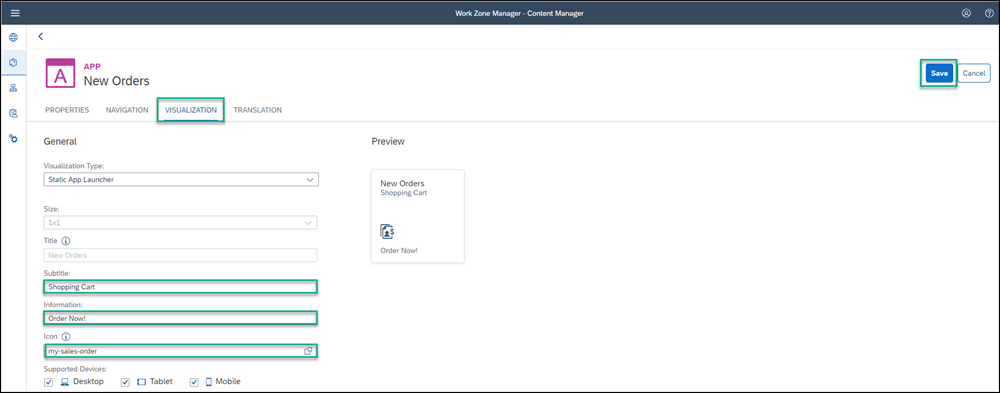 Work Zone Manager - Content Manager
A
APP
New Orders
Save
Cancel
PROPERTIES
NAVIGATION
VISUALIZATION
TRANSLATION
General
Preview
Visualization Type:
Static App Launcher
New Orders
Shopping Cart
Order Now!
Size:
1x1
Title
New Orders
Subtitle:
Shopping Cart
Information:
Order Now!
Icon
my-sales-order
Supported Devices:
Desktop
Tablet
Mobile